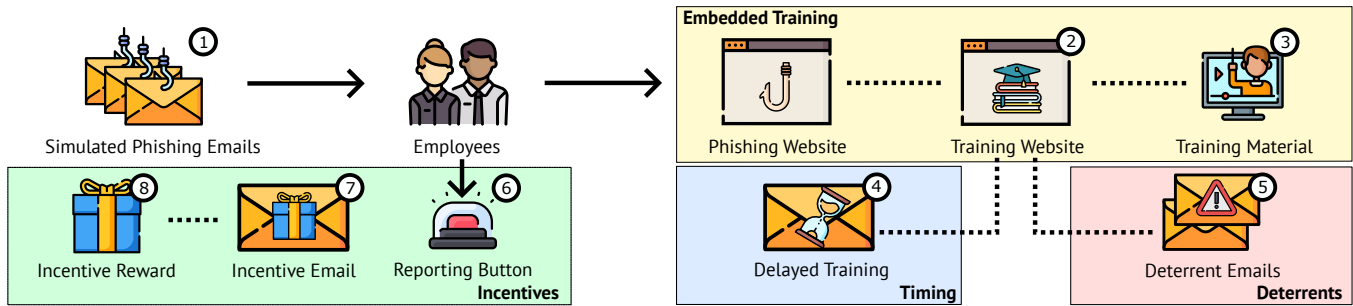 Embedded Training
1
2
3
Simulated Phishing Emails
Employees
Phishing Website
Training Website
Training Material
8
7
6
4
5
Incentive Reward
Incentive Email
Reporting Button
Delayed Training
Deterrent Emails
Incentives
Timing
Deterrents